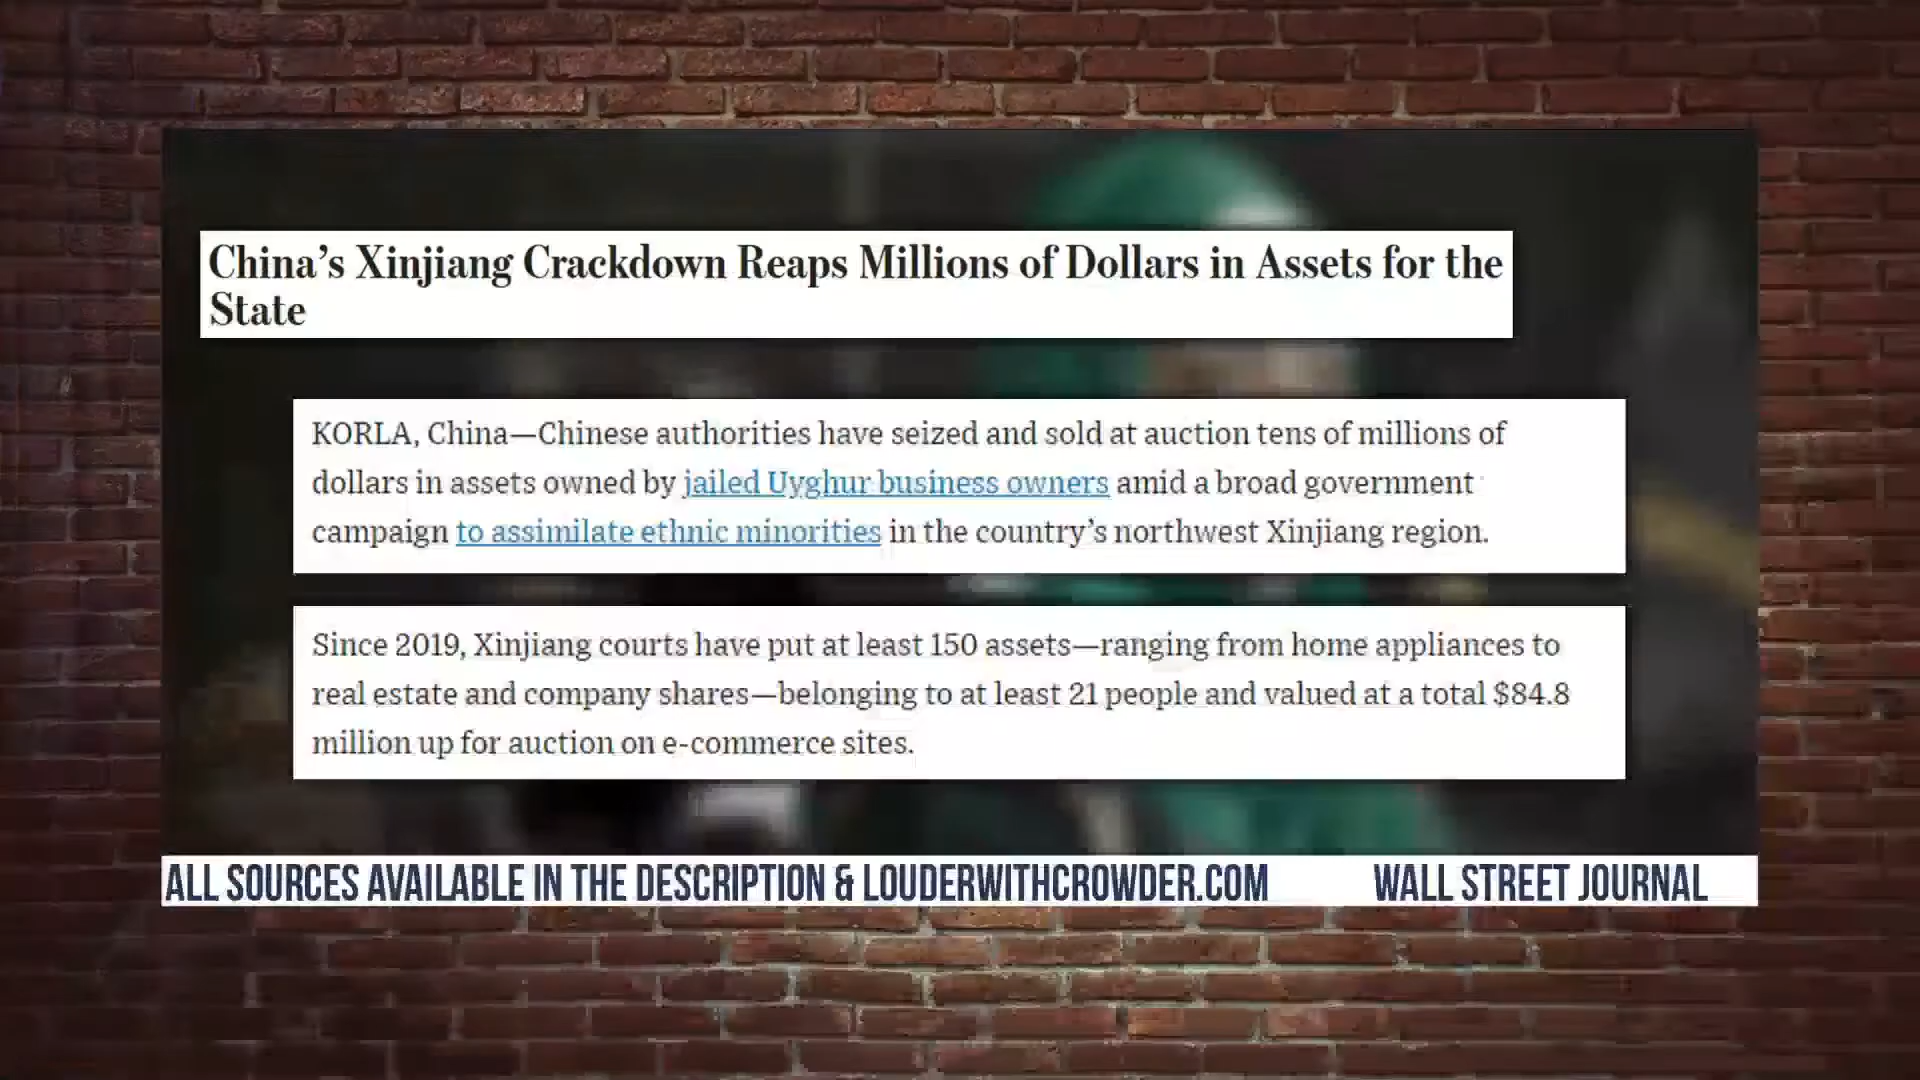 China’s Xinjiang Crackdown Reaps Millions of Dollars in Assets for the
State
KORLA, China—Chinese authorities have seized and sold at auction tens of millions of
dollars in assets owned by jailed Uyghur business owners amid a broad government
campaign to assimilate ethnic minorities in the country’s northwest Xinjiang region.
Since 2019, Xinjiang courts have put at least 150 assets—ranging from home appliances to
real estate and company shares—belonging to at least 21 people and valued at a total $84.8
million up for auction on e-commerce sites.
ALL SOURCES AVAILABLE IN THE DESCRIPTION & LOUDERWITHCROWDER.COM WALL STREET JOURNAL